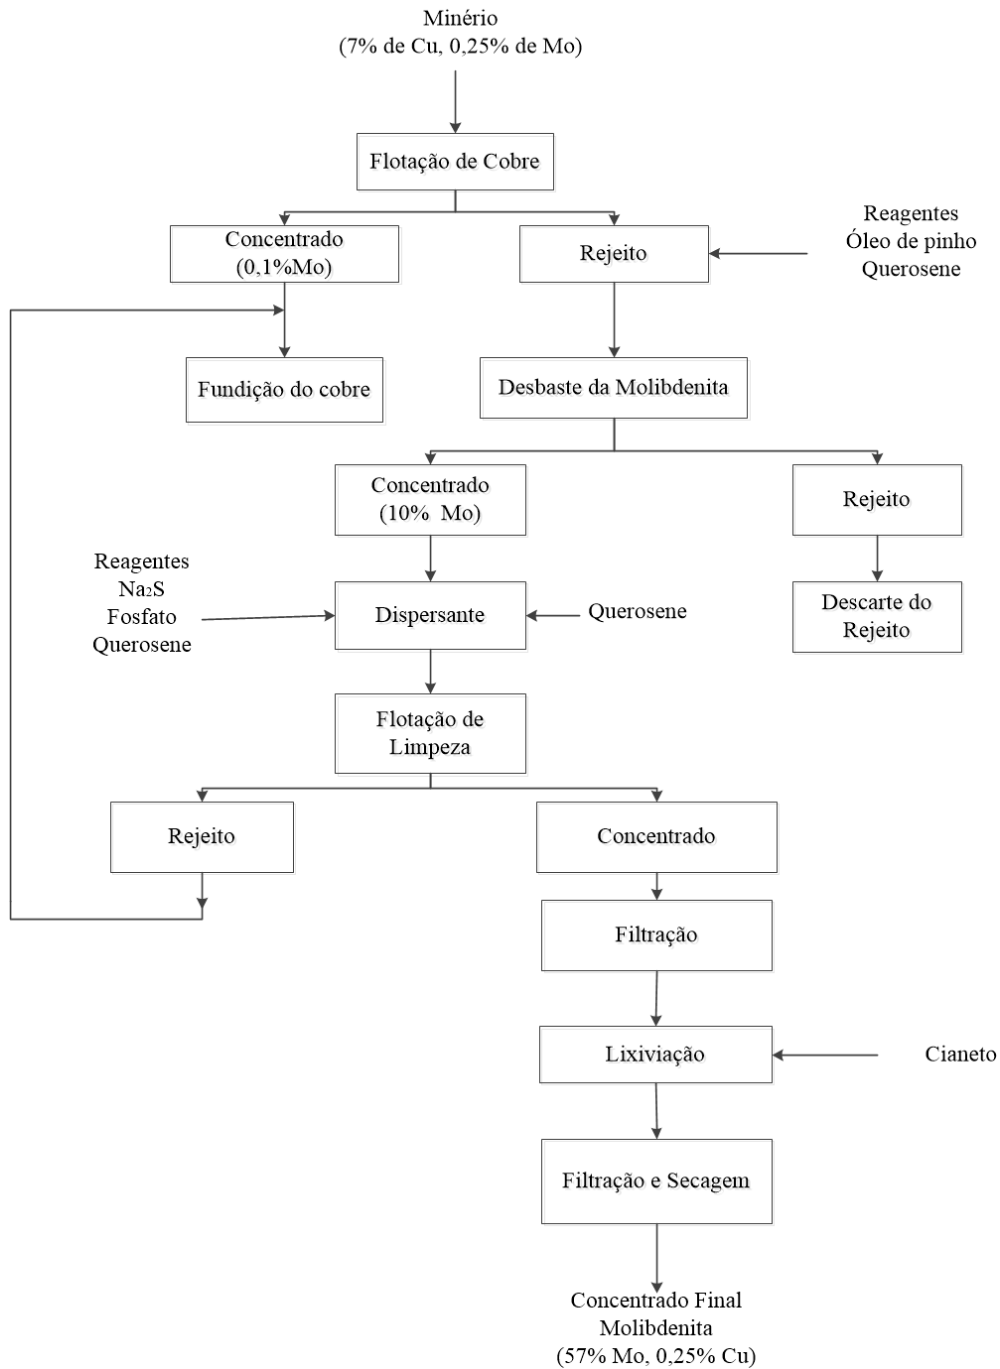 Minério
(7% de Cu, 0,25% de Mo)
Flotação de Cobre
Concentrado
(0,1%Mo)
Rejeito
Reagentes
Óleo de pinho
Querosene
Fundição do cobre
Desbaste da Molibdenita
Concentrado
(10% Mo)
Rejeito
Reagentes
Na₂S
Fosfato
Querosene
Dispersante
Querosene
Descarte do
Rejeito
Flotação de
Limpeza
Rejeito
Concentrado
Filtração
Lixiviação
Cianeto
Filtração e Secagem
Concentrado Final
Molibdenita
(57% Mo, 0,25% Cu)